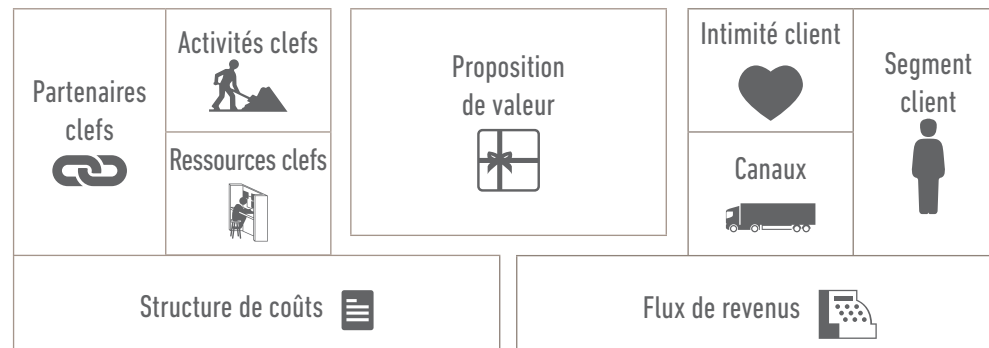 Partenaires
clefs
Activités clefs
Ressources clefs
Proposition
de valeur
Intimité client
Canaux
Segment
client
Structure de coûts
Flux de revenus